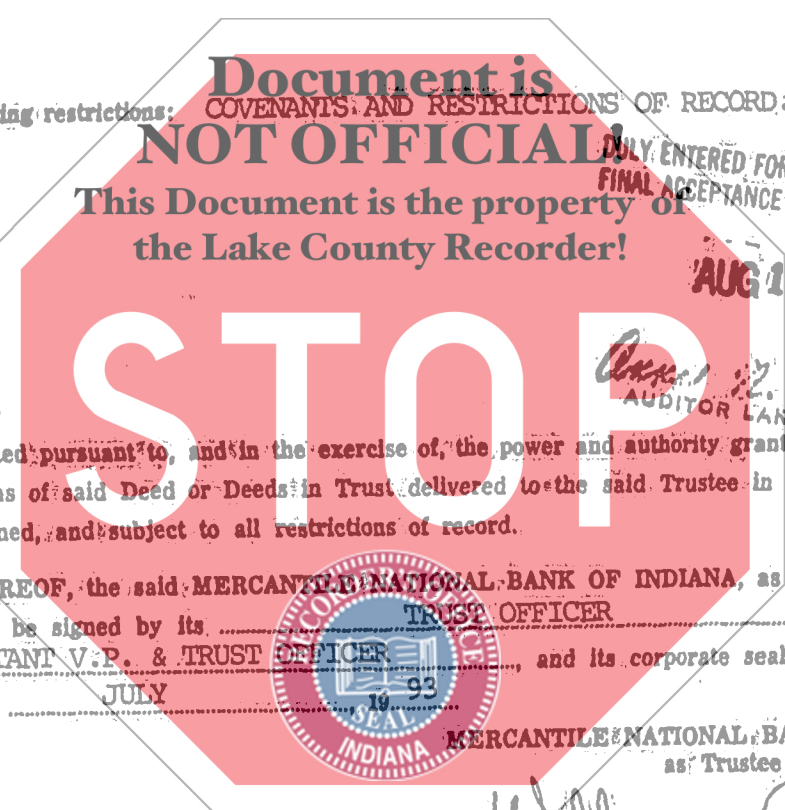 Document is
ing restrictions: COVENANTS AND RESTRICTIONS OF RECORD
NOT OFFICIAL!
DULY ENTERED FOR
FINAL ACCEPTANCE
This Document is the property of
the Lake County Recorder!
AUG 1
STOP
AUDITOR LAK
ed pursuant to, and in the exercise of, the power and authority grant
s of said Deed or Deeds in Trust delivered to the said Trustee in
ned, and subject to all restrictions of record.
REOF, the said MERCANTILE NATIONAL BANK OF INDIANA, as
be signed by its TRUST OFFICER
TANT V.P. & TRUST OFFICER, and its corporate seal
JULY, 19 93
SEAL
INDIANA
MERCANTILE NATIONAL BA
as Trustee